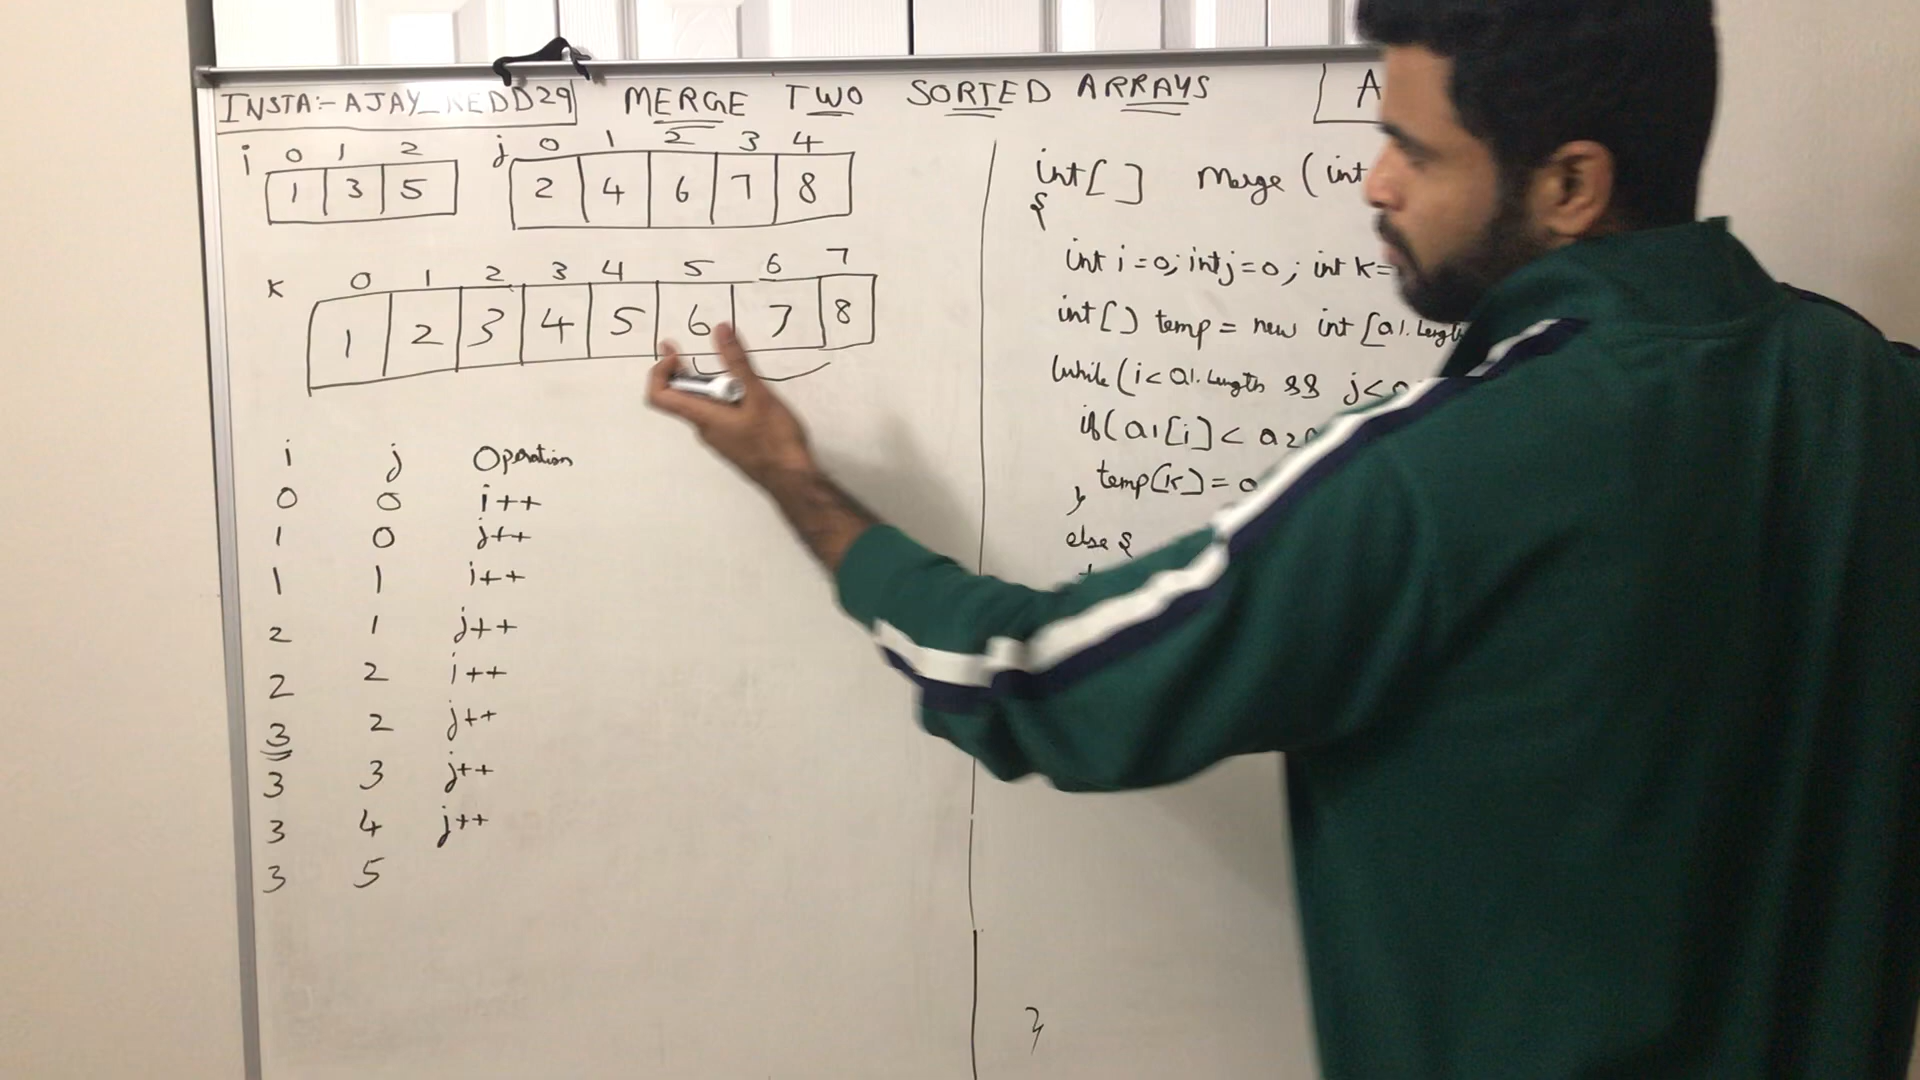 INSTA:- AJAY_NEDD29 MERGE TWO SORTED ARRAYS A
i 0 1 2
1 3 5
j 0 1 2 3 4
2 4 6 7 8
k 0 1 2 3 4 5 6 7
1 2 3 4 5 6 7 8
i j Operation
0 0 i++
1 0 j++
1 1 i++
2 1 j++
2 2 i++
3 2 j++
3 3 j++
3 4 j++
3 5
int[] Merge (int
{
int i=0; int j=0; int k=
int[] temp = new int [a1.Length
while (i<a1.Length && j<
if(a1[i]< a2
temp[k]=
}
else {
}